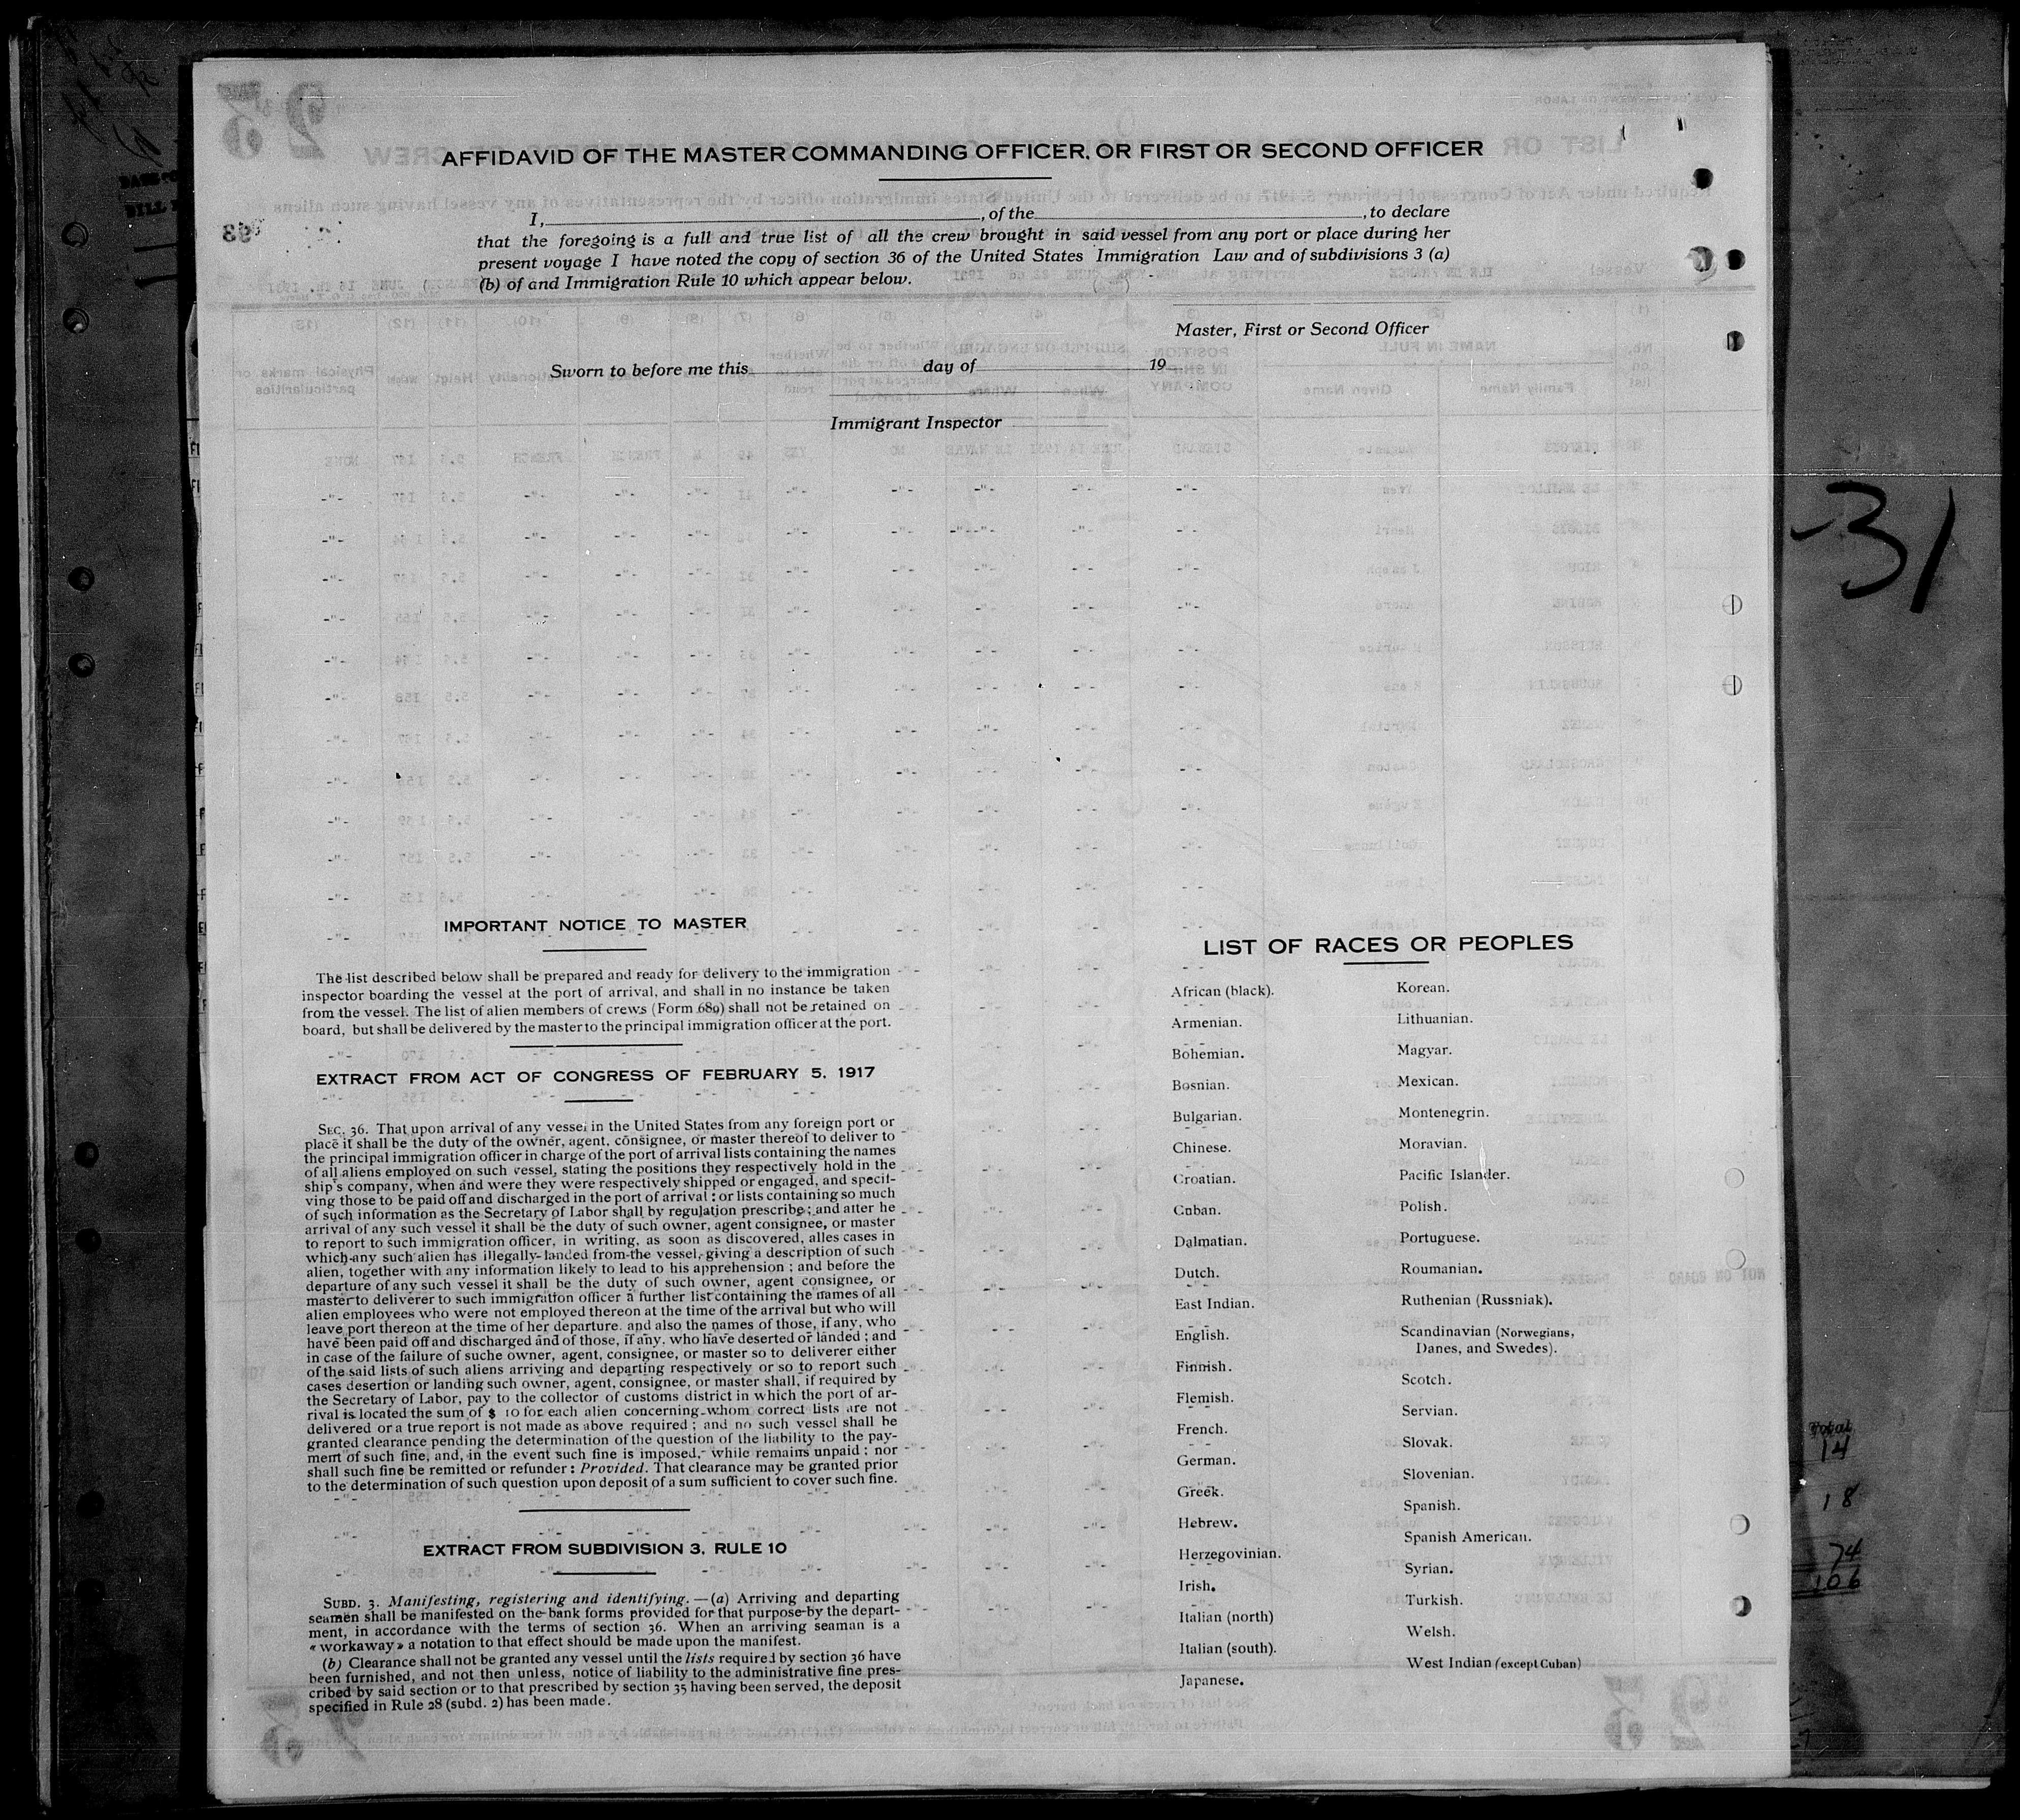 AFFIDAVID OF THE MASTER COMMANDING OFFICER, OR FIRST OR SECOND OFFICER
I, , of the , to declare
that the foregoing is a full and true list of all the crew brought in said vessel from any port or place during her
present voyage I have noted the copy of section 36 of the United States Immigration Law and of subdivisions 3 (a)
(b) of and Immigration Rule 10 which appear below.
Master, First or Second Officer
Sworn to before me this day of 19
Immigrant Inspector
31
IMPORTANT NOTICE TO MASTER
The list described below shall be prepared and ready for delivery to the immigration
inspector boarding the vessel at the port of arrival, and shall in no instance be taken
from the vessel. The list of alien members of crews (Form 689) shall not be retained on
board, but shall be delivered by the master to the principal immigration officer at the port.
EXTRACT FROM ACT OF CONGRESS OF FEBRUARY 5, 1917
SEC. 36. That upon arrival of any vessel in the United States from any foreign port or
place it shall be the duty of the owner, agent, consignee, or master thereof to deliver to
the principal immigration officer in charge of the port of arrival lists containing the names
of all aliens employed on such vessel, stating the positions they respectively hold in the
ship's company, when and were they were respectively shipped or engaged, and specif-
ving those to be paid off and discharged in the port of arrival : or lists containing so much
of such information as the Secretary of Labor shall by regulation prescribe ; and after he
arrival of any such vessel it shall be the duty of such owner, agent consignee, or master
to report to such immigration officer, in writing, as soon as discovered, alles cases in
which any such alien has illegally landed from the vessel, giving a description of such
alien, together with any information likely to lead to his apprehension ; and before the
departure of any such vessel it shall be the duty of such owner, agent consignee, or
master to deliverer to such immigration officer a further list containing the names of all
alien employees who were not employed thereon at the time of the arrival but who will
leave port thereon at the time of her departure. and also the names of those, if any, who
have been paid off and discharged and of those, if any. who have deserted or landed ; and
in case of the failure of suche owner, agent, consignee, or master so to deliverer either
of the said lists of such aliens arriving and departing respectively or so to report such
cases desertion or landing such owner, agent, consignee, or master shall, if required by
the Secretary of Labor, pay to the collector of customs district in which the port of ar-
rival is located the sum of $ 10 for each alien concerning whom correct lists are not
delivered or a true report is not made as above required ; and no such vessel shall be
granted clearance pending the determination of the question of the liability to the pay-
ment of such fine, and, in the event such fine is imposed, while remains unpaid ; nor
shall such fine be remitted or refunder : Provided. That clearance may be granted prior
to the determination of such question upon deposit of a sum sufficient to cover such fine.
EXTRACT FROM SUBDIVISION 3, RULE 10
SUBD. 3. Manifesting, registering and identifying. — (a) Arriving and departing
seamen shall be manifested on the bank forms provided for that purpose by the depart-
ment, in accordance with the terms of section 36. When an arriving seaman is a
« workaway » a notation to that effect should be made upon the manifest.
(b) Clearance shall not be granted any vessel until the lists required by section 36 have
been furnished, and not then unless, notice of liability to the administrative fine pres-
cribed by said section or to that prescribed by section 35 having been served, the deposit
specified in Rule 28 (subd. 2) has been made.
LIST OF RACES OR PEOPLES
African (black).
Armenian.
Bohemian.
Bosnian.
Bulgarian.
Chinese.
Croatian.
Cuban.
Dalmatian.
Dutch.
East Indian.
English.
Finnish.
Flemish.
French.
German.
Greek.
Hebrew.
Herzegovinian.
Irish.
Italian (north)
Italian (south).
Japanese.
Korean.
Lithuanian.
Magyar.
Mexican.
Montenegrin.
Moravian.
Pacific Islander.
Polish.
Portuguese.
Roumanian.
Ruthenian (Russniak).
Scandinavian (Norwegians,
Danes, and Swedes).
Scotch.
Servian.
Slovak.
Slovenian.
Spanish.
Spanish American.
Syrian.
Turkish.
Welsh.
West Indian (except Cuban)
Total
14
18
74
106